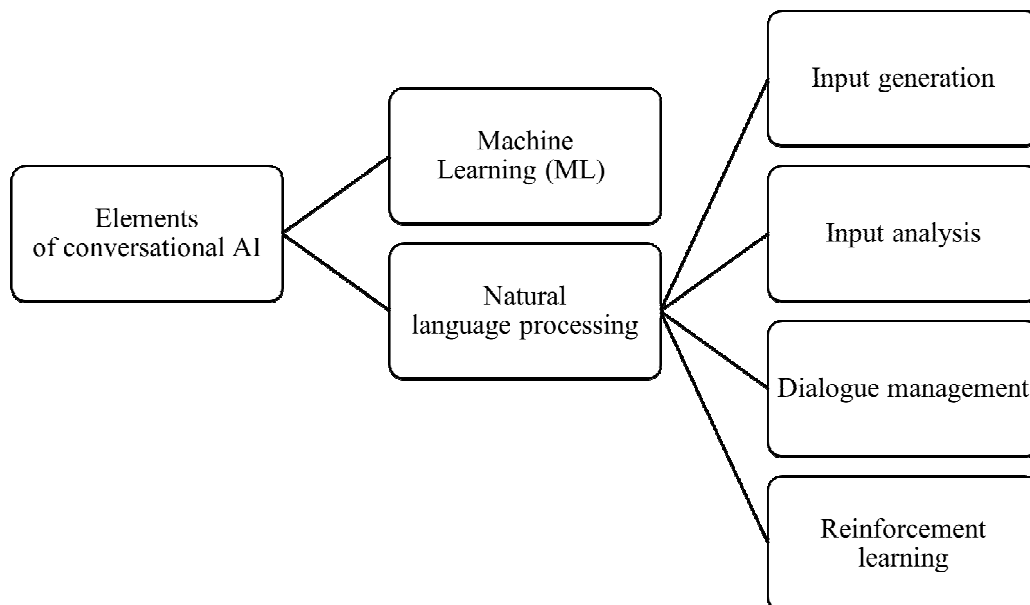 Elements
of conversational AI
Machine
Learning (ML)
Natural
language processing
Input generation
Input analysis
Dialogue management
Reinforcement
learning